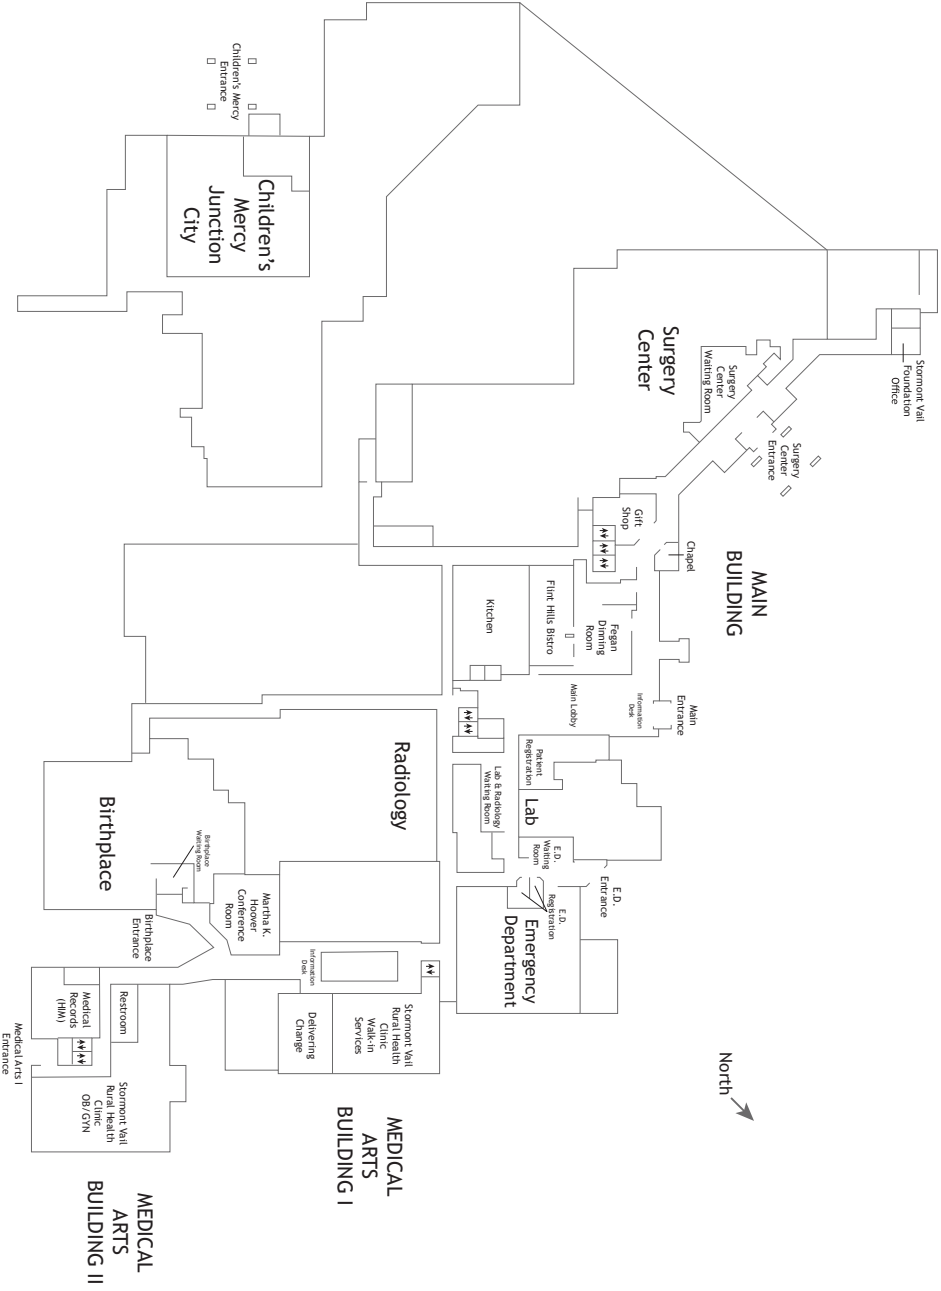 Children's Mercy
Entrance
Children's
Mercy
Junction
City
Stormont Vail
Foundation
Office
Surgery
Center
Surgery
Center
Waiting Room
Surgery
Center
Entrance
Gift
Shop
Chapel
MAIN
BUILDING
Kitchen
Flint Hills Bistro
Fegan
Dinning
Room
Main Lobby
Information
Desk
Main
Entrance
Patient
Registration
Lab
Lab & Radiology
Waiting Room
Radiology
E.D.
Waiting
Room
E.D.
Entrance
E.D.
Registration
Emergency
Department
Birthplace
Birthplace
Waiting Room
Birthplace
Entrance
Martha K.
Hoover
Conference
Room
Information
Desk
Stormont Vail
Rural Health
Clinic
Walk-in
Services
Delivering
Change
Restroom
Medical
Records
(HIM)
Medical Arts I
Entrance
Stormont Vail
Rural Health
Clinic
OB/GYN
North
MEDICAL
ARTS
BUILDING I
MEDICAL
ARTS
BUILDING II